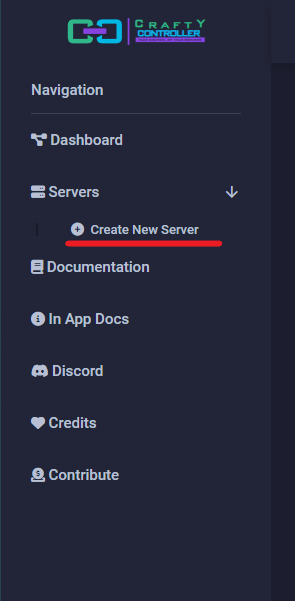 CRAFTY
CONTROLLER
Navigation
Dashboard
Servers
Create New Server
Documentation
In App Docs
Discord
Credits
Contribute